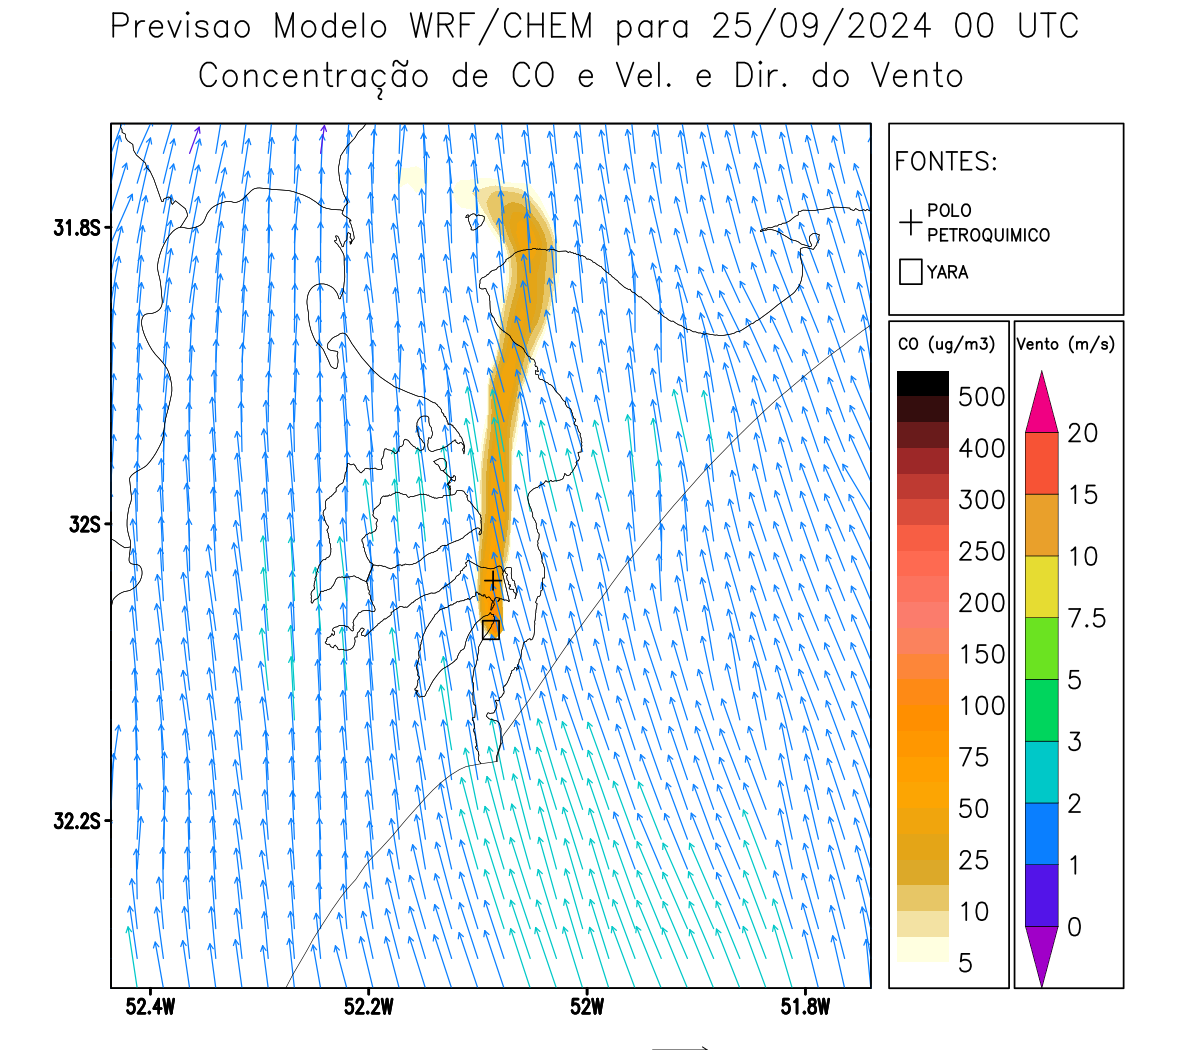 Previsao Modelo WRF/CHEM para 25/09/2024 00 UTC
Concentração de CO e Vel. e Dir. do Vento
FONTES:
POLO
PETROQUIMICO
YARA
CO (ug/m3)
500
400
300
250
200
150
100
75
50
25
10
5
Vento (m/s)
20
15
10
7.5
5
3
2
1
0
31.8S
32S
32.2S
52.4W
52.2W
52W
51.8W